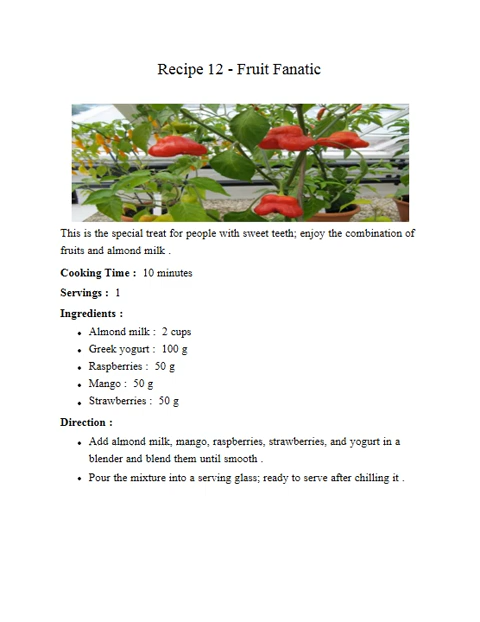 Recipe 12 - Fruit Fanatic
This is the special treat for people with sweet teeth; enjoy the combination of
fruits and almond milk .
Cooking Time : 10 minutes
Servings : 1
Ingredients :
• Almond milk : 2 cups
• Greek yogurt : 100 g
• Raspberries : 50 g
• Mango : 50 g
• Strawberries : 50 g
Direction :
• Add almond milk, mango, raspberries, strawberries, and yogurt in a
blender and blend them until smooth .
• Pour the mixture into a serving glass; ready to serve after chilling it .